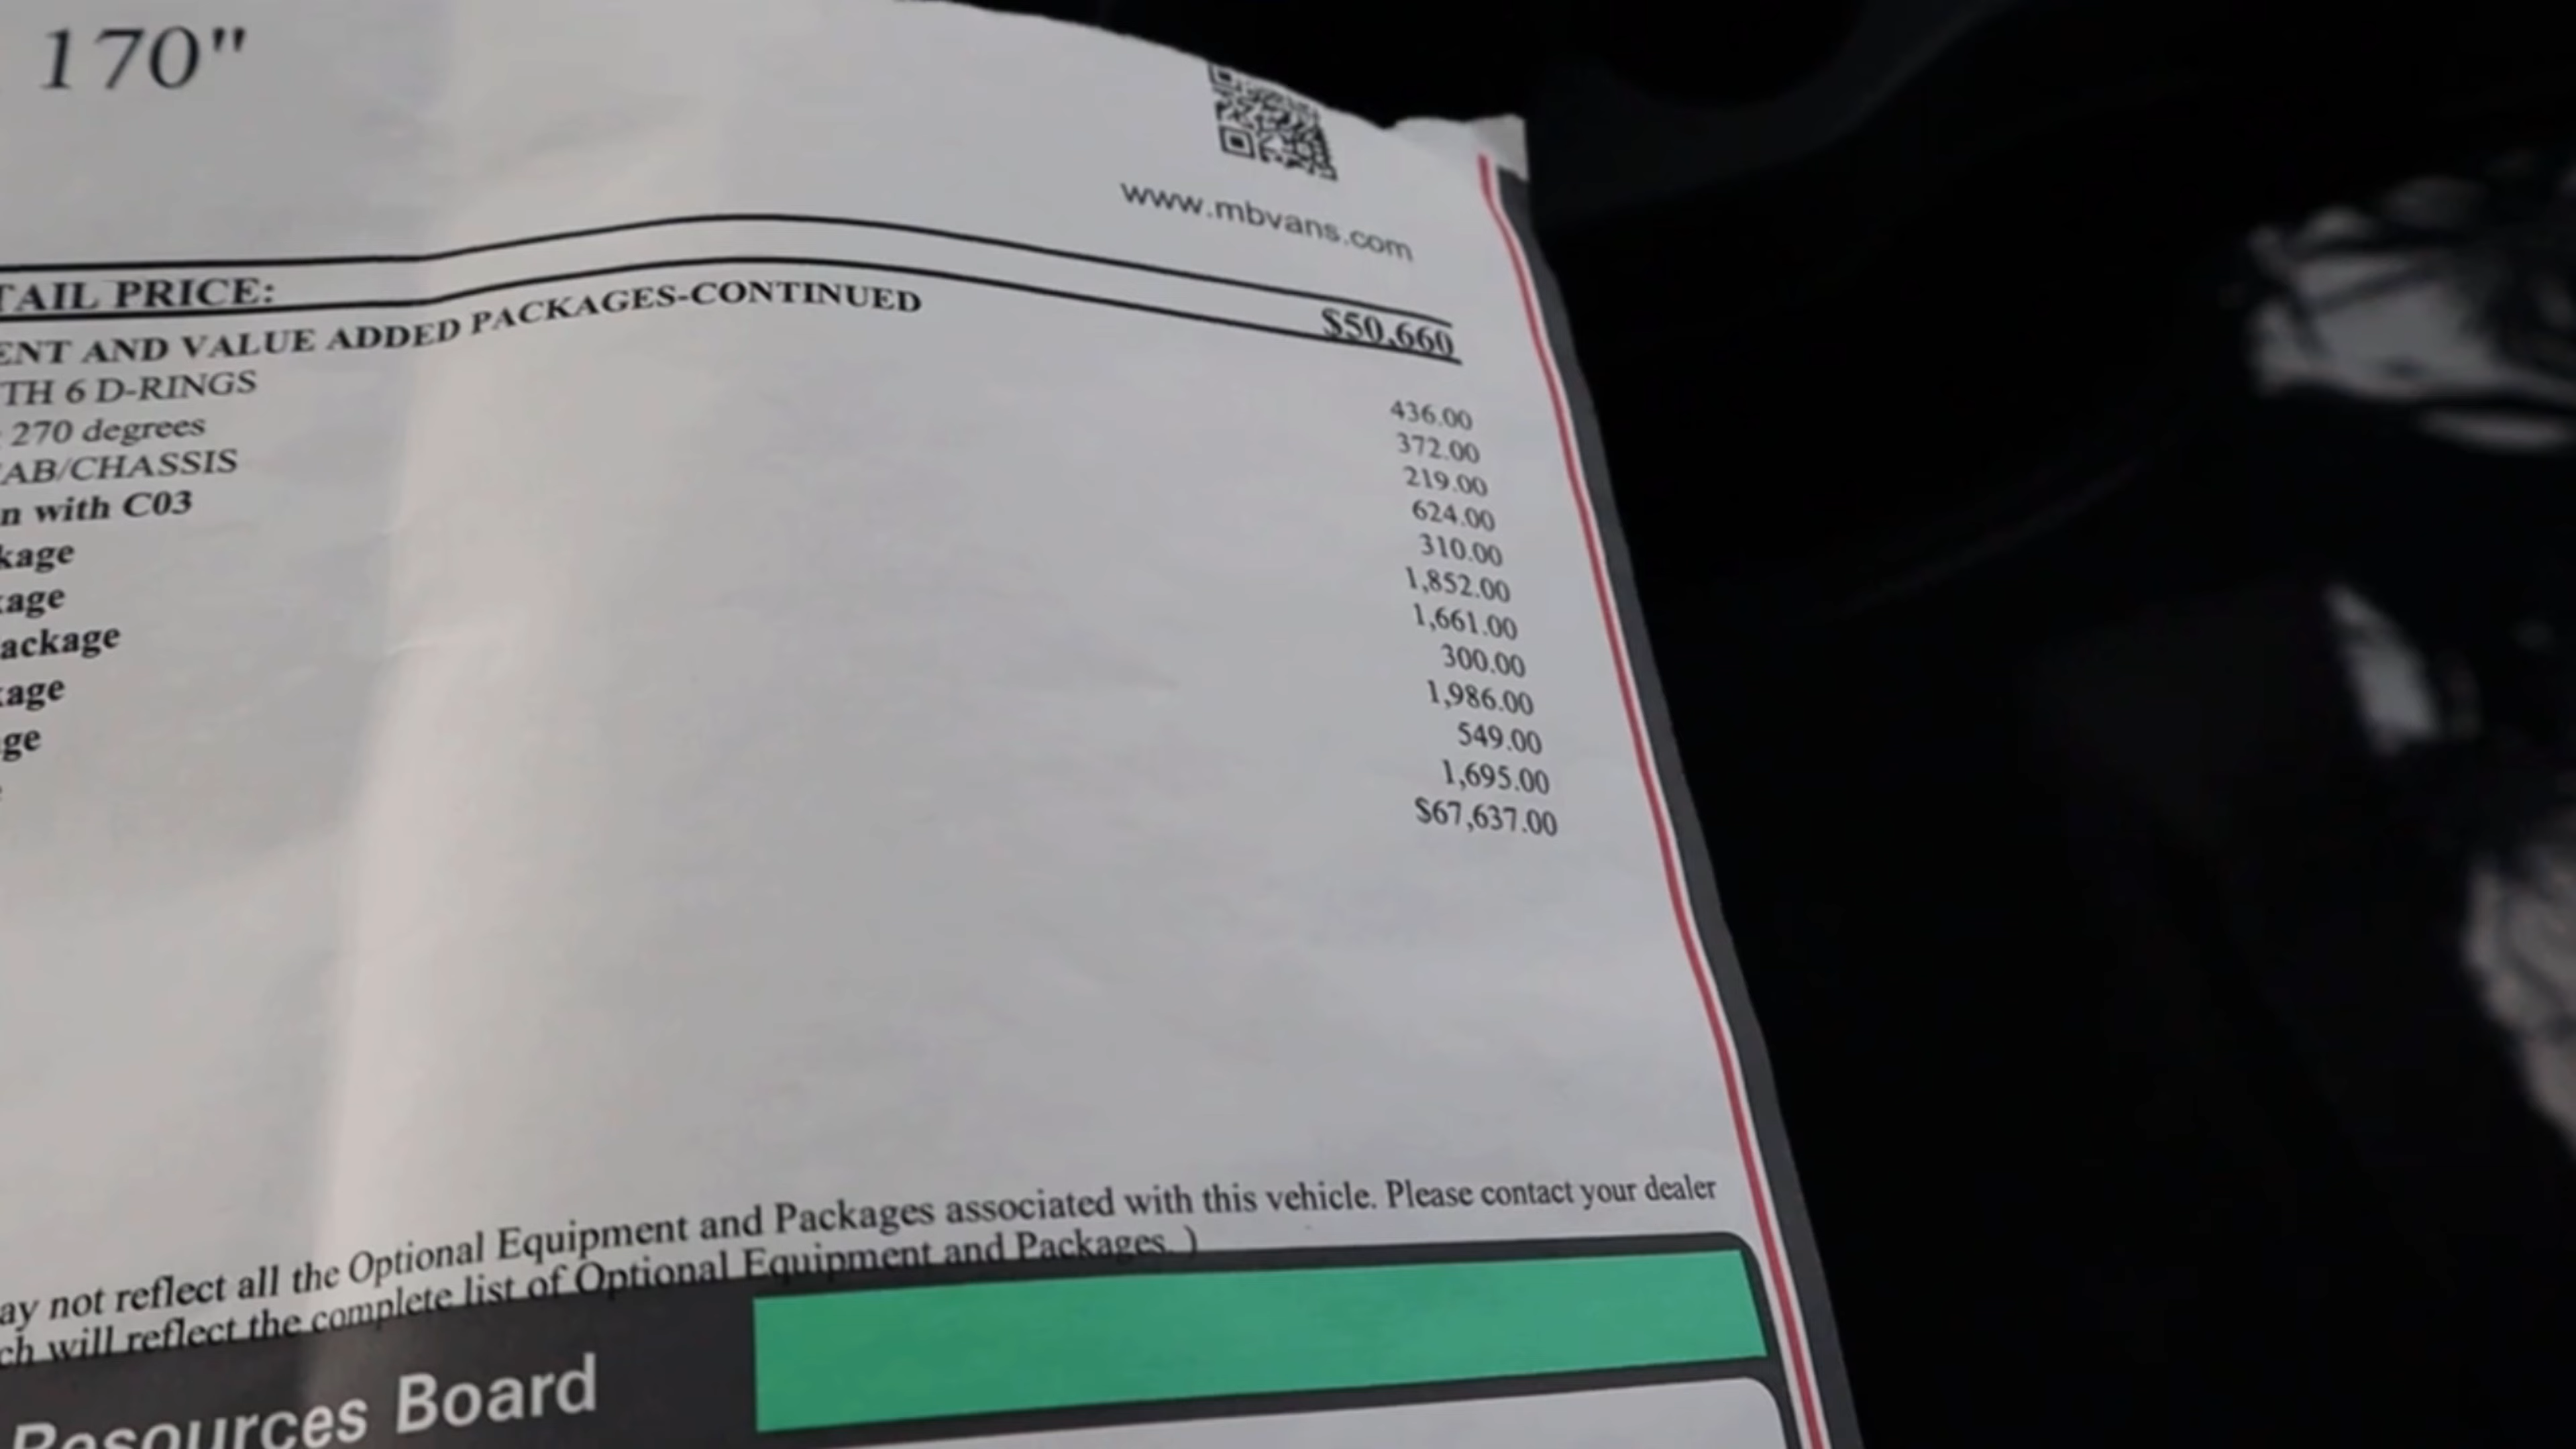 170"
www.mbvans.com
TAIL PRICE: $50,660
ENT AND VALUE ADDED PACKAGES-CONTINUED
TH 6 D-RINGS 436.00
270 degrees 372.00
AB/CHASSIS 219.00
n with C03 624.00
kage 310.00
age 1,852.00
ackage 1,661.00
age 300.00
ge 1,986.00
549.00
1,695.00
$67,637.00
ay not reflect all the Optional Equipment and Packages associated with this vehicle. Please contact your dealer
ch will reflect the complete list of Optional Equipment and Packages. )
Resources Board